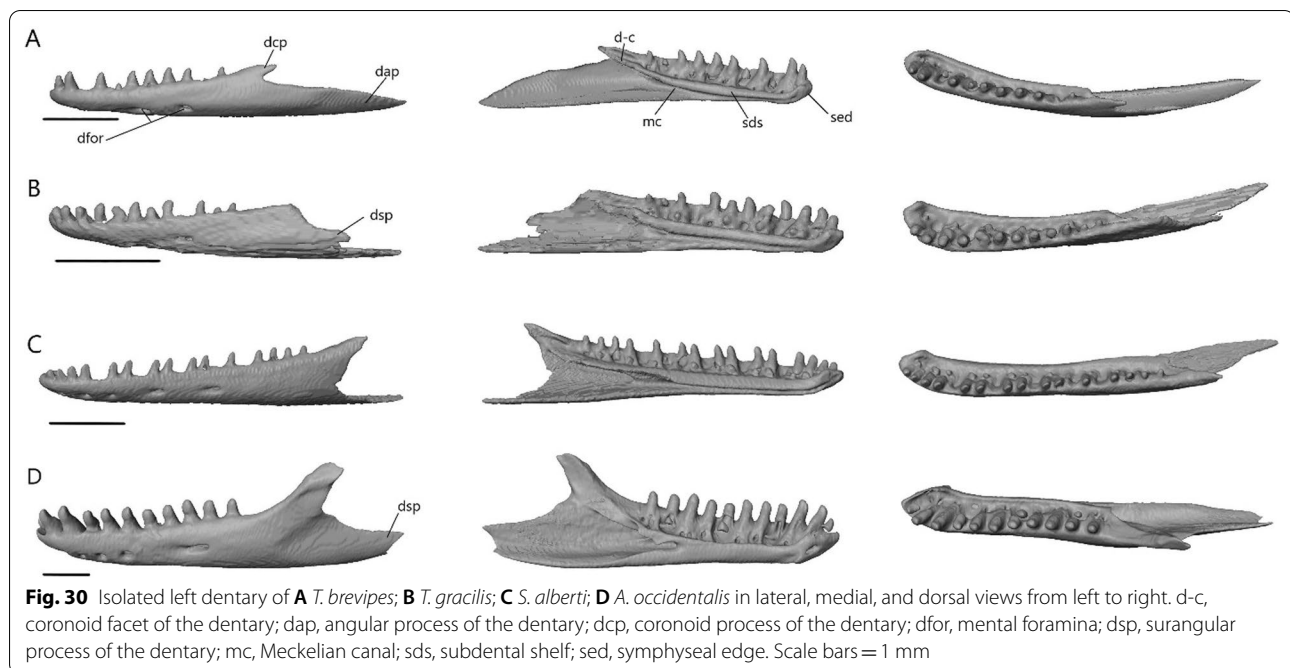 A
dcp
dap
dfor
d-c
mc
sds
sed
B
dsp
C
D
dsp
Fig. 30 Isolated left dentary of A T. brevipes; B T. gracilis; C S. alberti; D A. occidentalis in lateral, medial, and dorsal views from left to right. d-c,
coronoid facet of the dentary; dap, angular process of the dentary; dcp, coronoid process of the dentary; dfor, mental foramina; dsp, surangular
process of the dentary; mc, Meckelian canal; sds, subdental shelf; sed, symphyseal edge. Scale bars = 1 mm